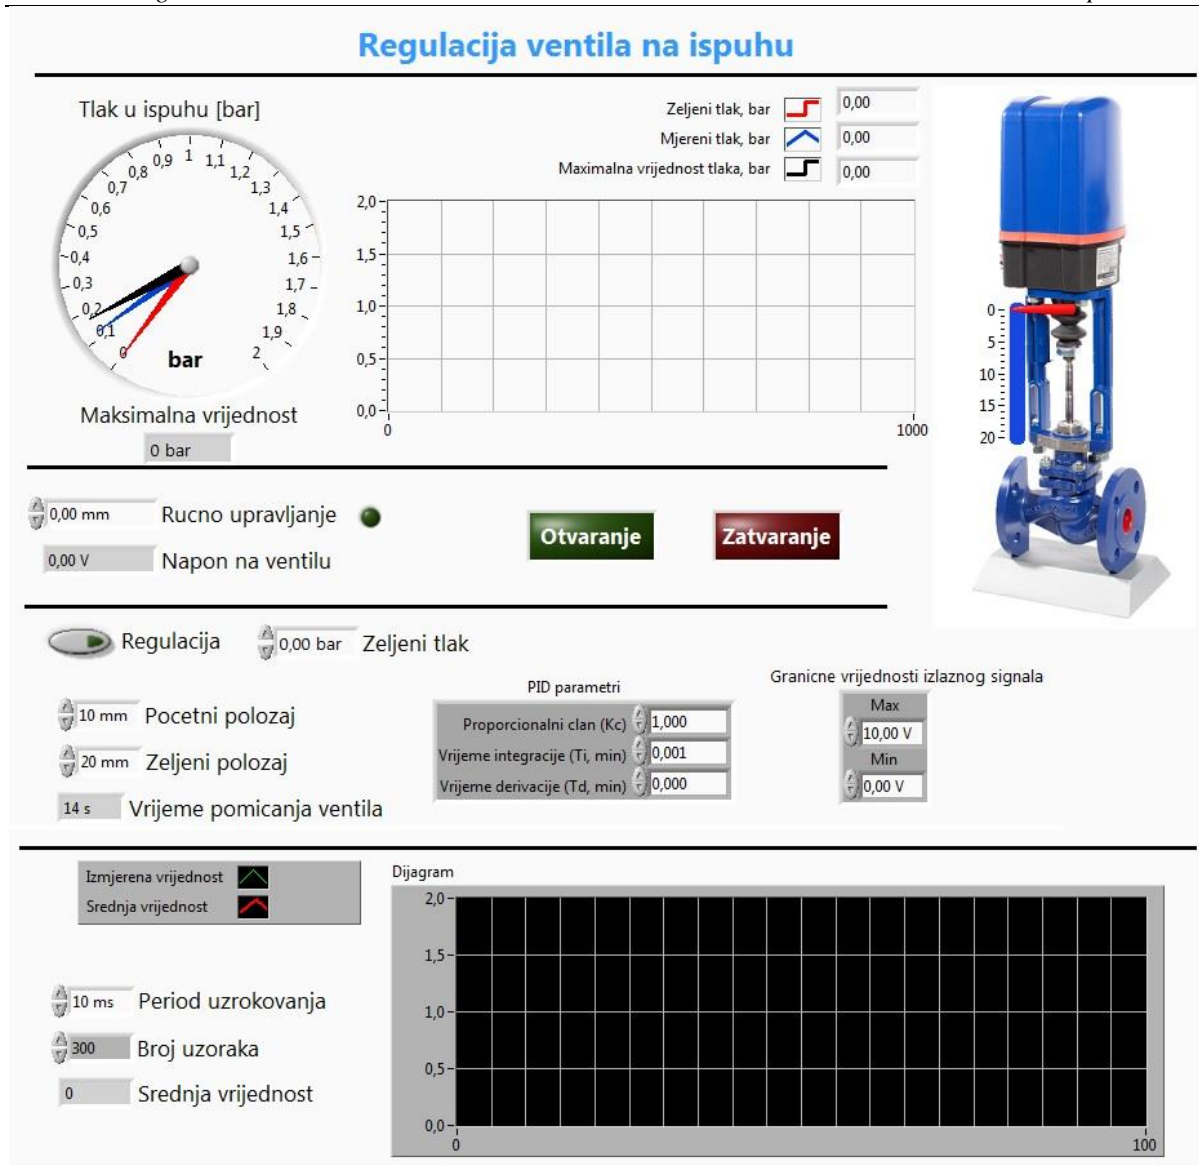 Regulacija ventila na ispuhu
Tlak u ispuhu [bar]
0
0,1
0,2
0,3
0,4
0,5
0,6
0,7
0,8
0,9
1
1,1
1,2
1,3
1,4
1,5
1,6
1,7
1,8
1,9
2
bar
Maksimalna vrijednost
0 bar
Zeljeni tlak, bar 0,00
Mjereni tlak, bar 0,00
Maximalna vrijednost tlaka, bar 0,00
2,0
1,5
1,0
0,5
0,0
0 1000
0
5
10
15
20
0,00 mm Rucno upravljanje
0,00 V Napon na ventilu
Otvaranje Zatvaranje
Regulacija 0,00 bar Zeljeni tlak
10 mm Pocetni polozaj
20 mm Zeljeni polozaj
14 s Vrijeme pomicanja ventila
PID parametri
Proporcionalni clan (Kc) 1,000
Vrijeme integracije (Ti, min) 0,001
Vrijeme derivacije (Td, min) 0,000
Granicne vrijednosti izlaznog signala
Max
10,00 V
Min
0,00 V
Izmjerena vrijednost
Srednja vrijednost
10 ms Period uzrokovanja
300 Broj uzoraka
0 Srednja vrijednost
Dijagram
2,0
1,5
1,0
0,5
0,0
0 100